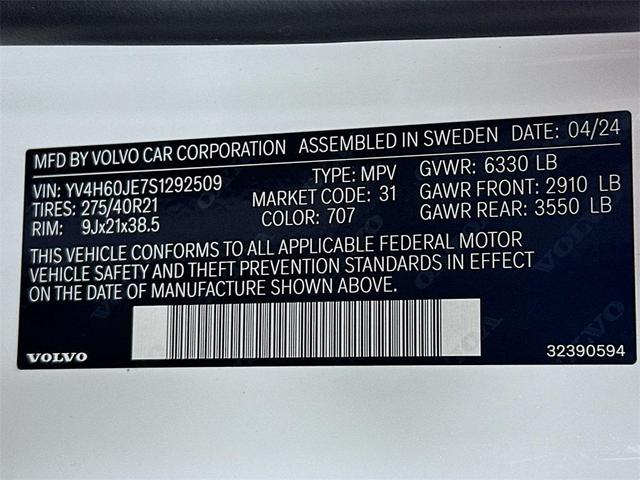 MFD BY VOLVO CAR CORPORATION ASSEMBLED IN SWEDEN DATE: 04/24
VIN: YV4H60JE7S1292509 TYPE: MPV GVWR: 6330 LB
TIRES: 275/40R21 MARKET CODE: 31 GAWR FRONT: 2910 LB
RIM: 9Jx21x38.5 COLOR: 707 GAWR REAR: 3550 LB
THIS VEHICLE CONFORMS TO ALL APPLICABLE FEDERAL MOTOR
VEHICLE SAFETY AND THEFT PREVENTION STANDARDS IN EFFECT
ON THE DATE OF MANUFACTURE SHOWN ABOVE.
VOLVO 32390594